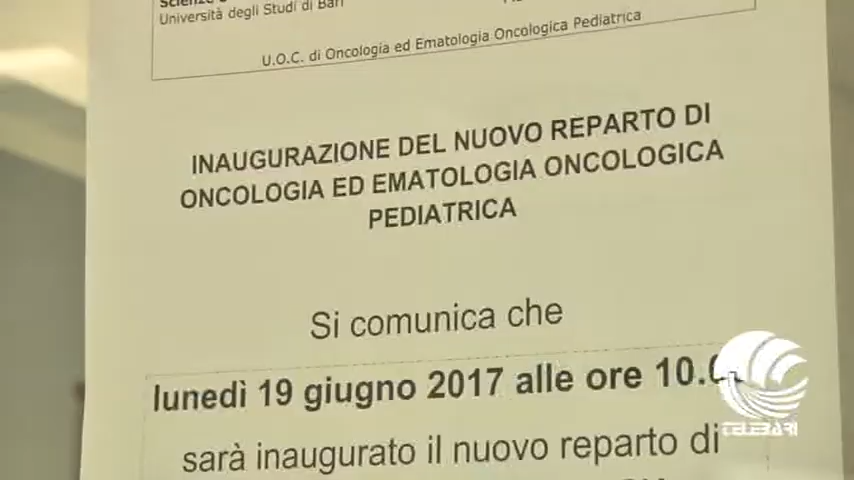 Università degli Studi di Bari
U.O.C. di Oncologia ed Ematologia Oncologica Pediatrica
INAUGURAZIONE DEL NUOVO REPARTO DI
ONCOLOGIA ED EMATOLOGIA ONCOLOGICA
PEDIATRICA
Si comunica che
lunedì 19 giugno 2017 alle ore
sarà inaugurato il nuovo reparto di
TELEBARI